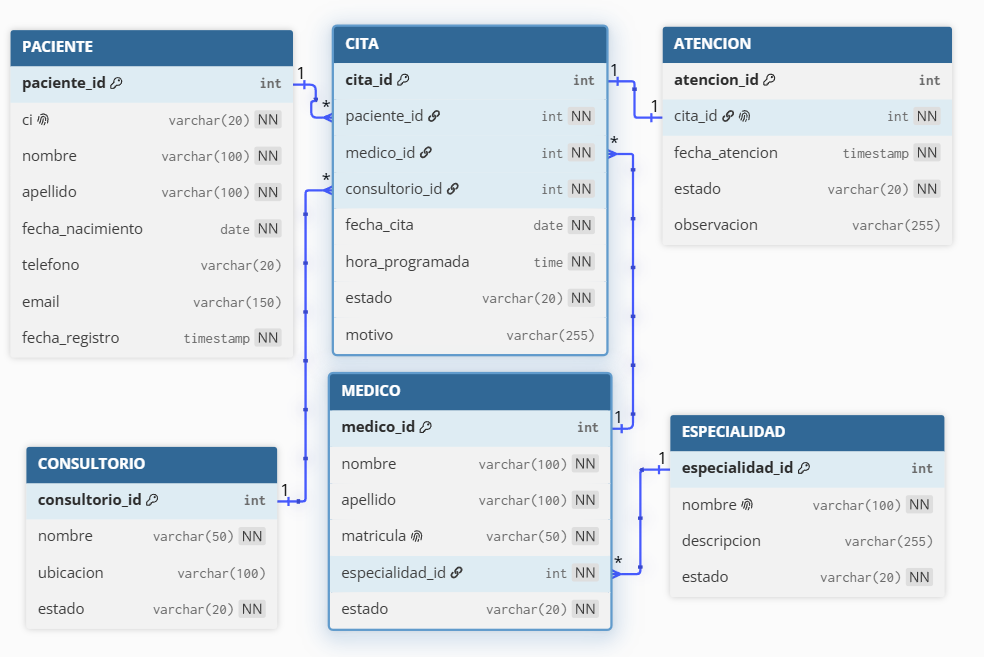 PACIENTE
paciente_id int
ci varchar(20) NN
nombre varchar(100) NN
apellido varchar(100) NN
fecha_nacimiento date NN
telefono varchar(20)
email varchar(150)
fecha_registro timestamp NN
1
*
CITA
cita_id int
paciente_id int NN
medico_id int NN
consultorio_id int NN
fecha_cita date NN
hora_programada time NN
estado varchar(20) NN
motivo varchar(255)
1
1
ATENCION
atencion_id int
cita_id int NN
fecha_atencion timestamp NN
estado varchar(20) NN
observacion varchar(255)
*
*
CONSULTORIO
consultorio_id int
nombre varchar(50) NN
ubicacion varchar(100)
estado varchar(20) NN
1
MEDICO
medico_id int
nombre varchar(100) NN
apellido varchar(100) NN
matricula varchar(50) NN
especialidad_id int NN
estado varchar(20) NN
1
*
1
ESPECIALIDAD
especialidad_id int
nombre varchar(100) NN
descripcion varchar(255)
estado varchar(20) NN